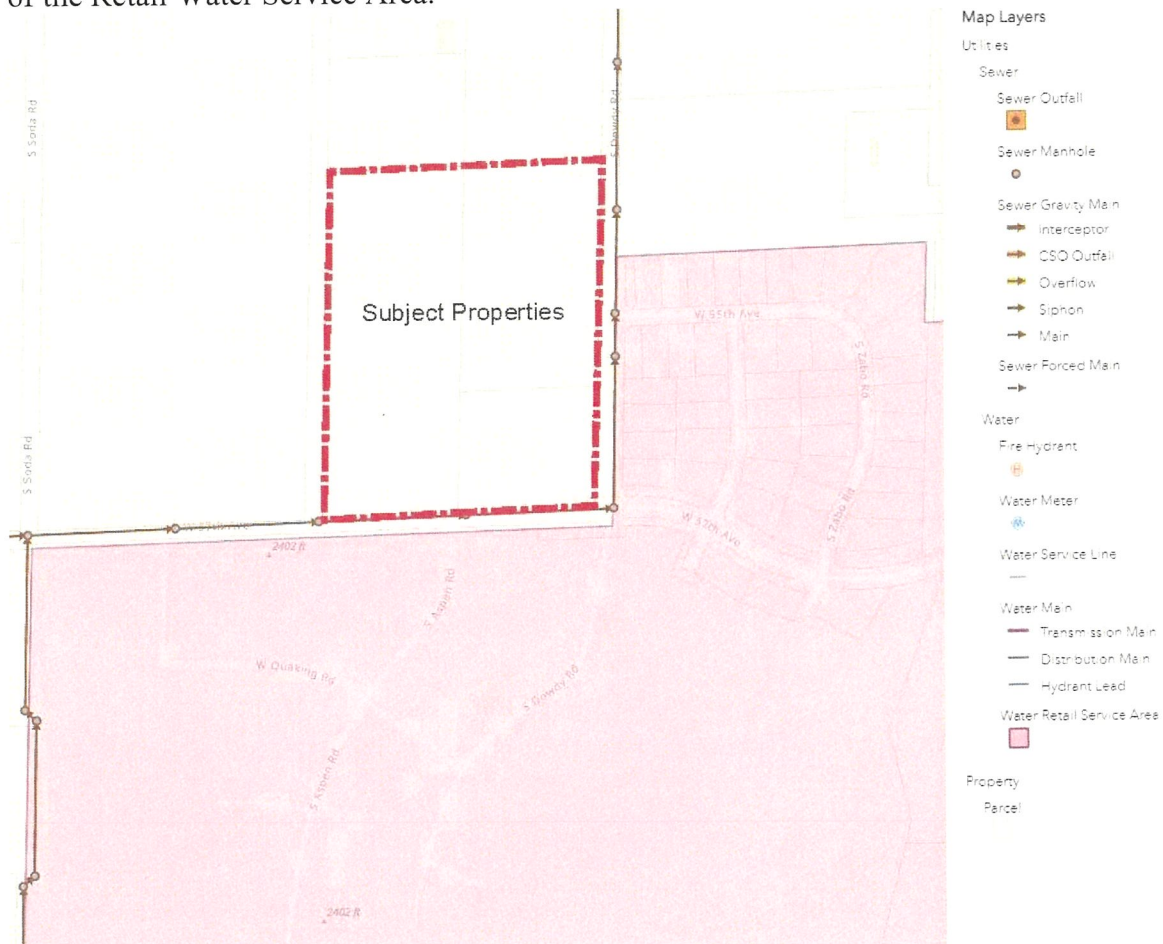 of the Retail Water Service Area.
Map Layers
Utilities
Sewer
Sewer Outfall
Sewer Manhole
Sewer Gravity Main
Interceptor
CSO Outfall
Overflow
Siphon
Main
Sewer Forced Main
Water
Fire Hydrant
H
Water Meter
M
Water Service Line
Water Main
Transmission Main
Distribution Main
Hydrant Lead
Water Retail Service Area
Property
Parcel
S Soda Rd
S Dowdy Rd
Subject Properties
W 55th Ave
S Zabo Rd
S Soda Rd
W 57th Ave
S Zabo Rd
2402 ft
S Aspen Rd
W Quaking Rd
S Aspen Rd
2402 ft